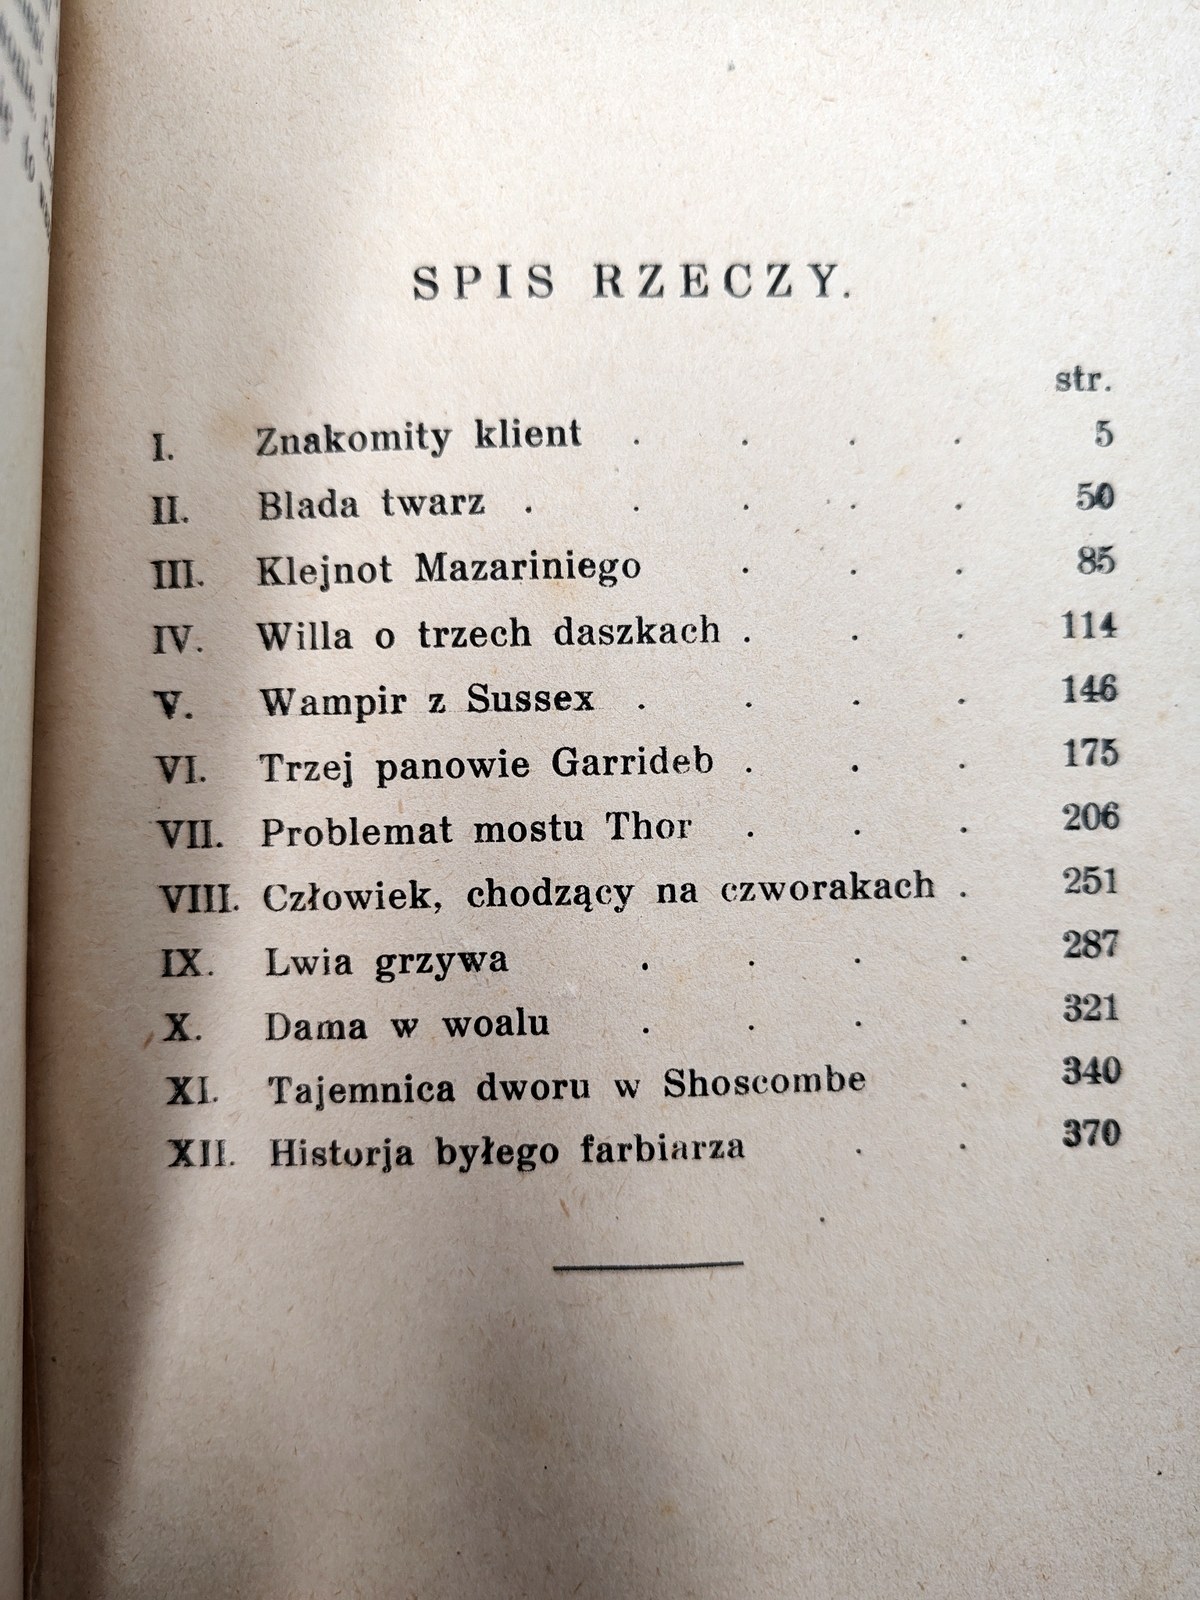 SPIS RZECZY.
str.
I. Znakomity klient . . . . 5
II. Blada twarz . . . . . 50
III. Klejnot Mazariniego . . . 85
IV. Willa o trzech daszkach . . . 114
V. Wampir z Sussex . . . . 146
VI. Trzej panowie Garrideb . . . 175
VII. Problemat mostu Thor . . . 206
VIII. Człowiek, chodzący na czworakach . 251
IX. Lwia grzywa . . . . 287
X. Dama w woalu . . . . 321
XI. Tajemnica dworu w Shoscombe . 340
XII. Historja byłego farbiarza . . 370